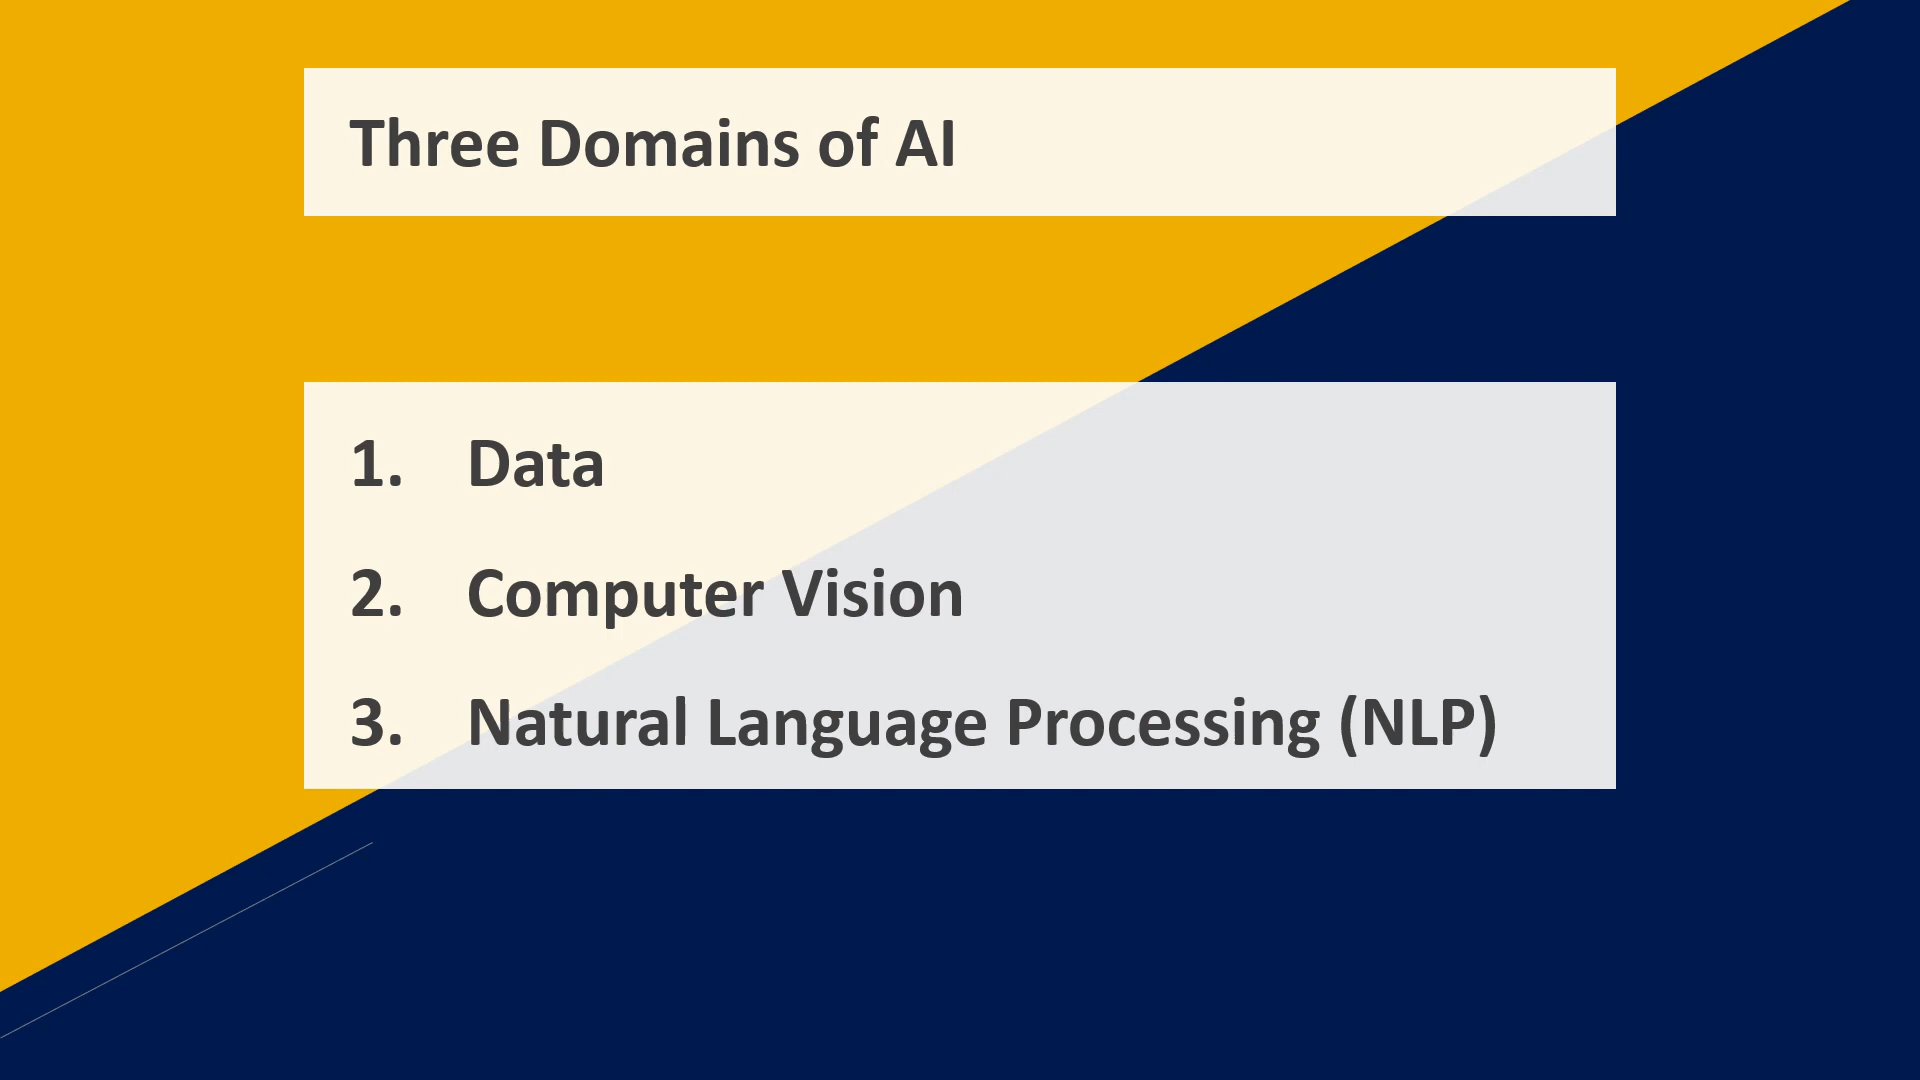 Three Domains of AI
1. Data
2. Computer Vision
3. Natural Language Processing (NLP)